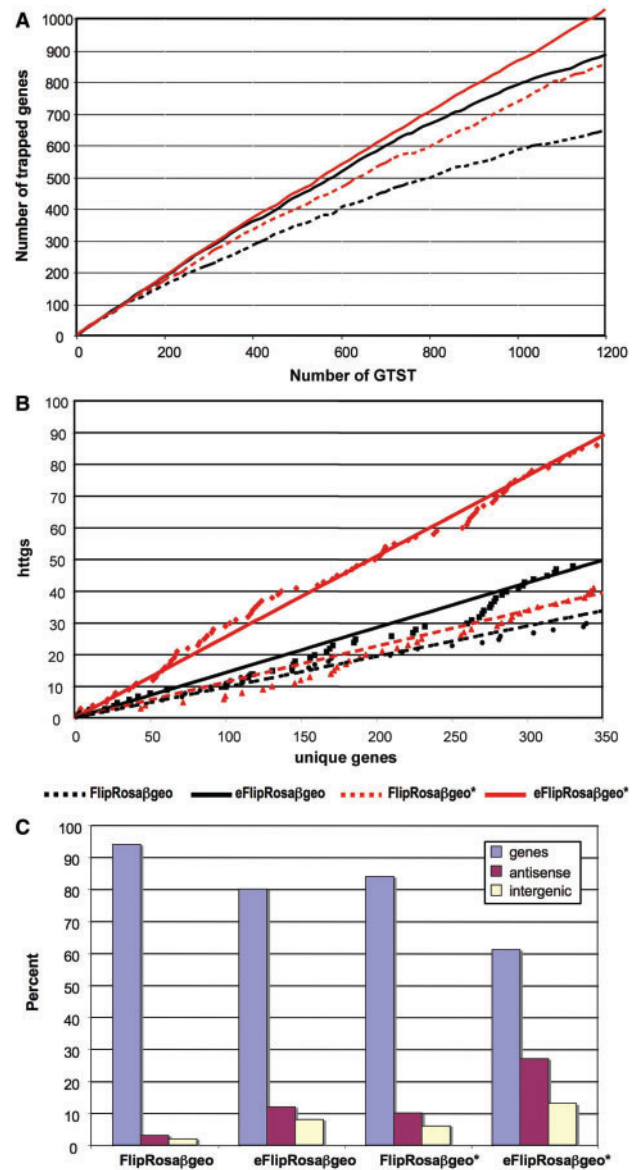 A
Number of trapped genes
1000
900
800
700
600
500
400
300
200
100
0
0 200 400 600 800 1000 1200
Number of GTST
B
httgs
100
90
80
70
60
50
40
30
20
10
0
0 50 100 150 200 250 300 350
unique genes
FlipRosaβgeo eFlipRosaβgeo FlipRosaβgeo* eFlipRosaβgeo*
C
Percent
100
90
80
70
60
50
40
30
20
10
0
genes
antisense
intergenic
FlipRosaβgeo eFlipRosaβgeo FlipRosaβgeo* eFlipRosaβgeo*